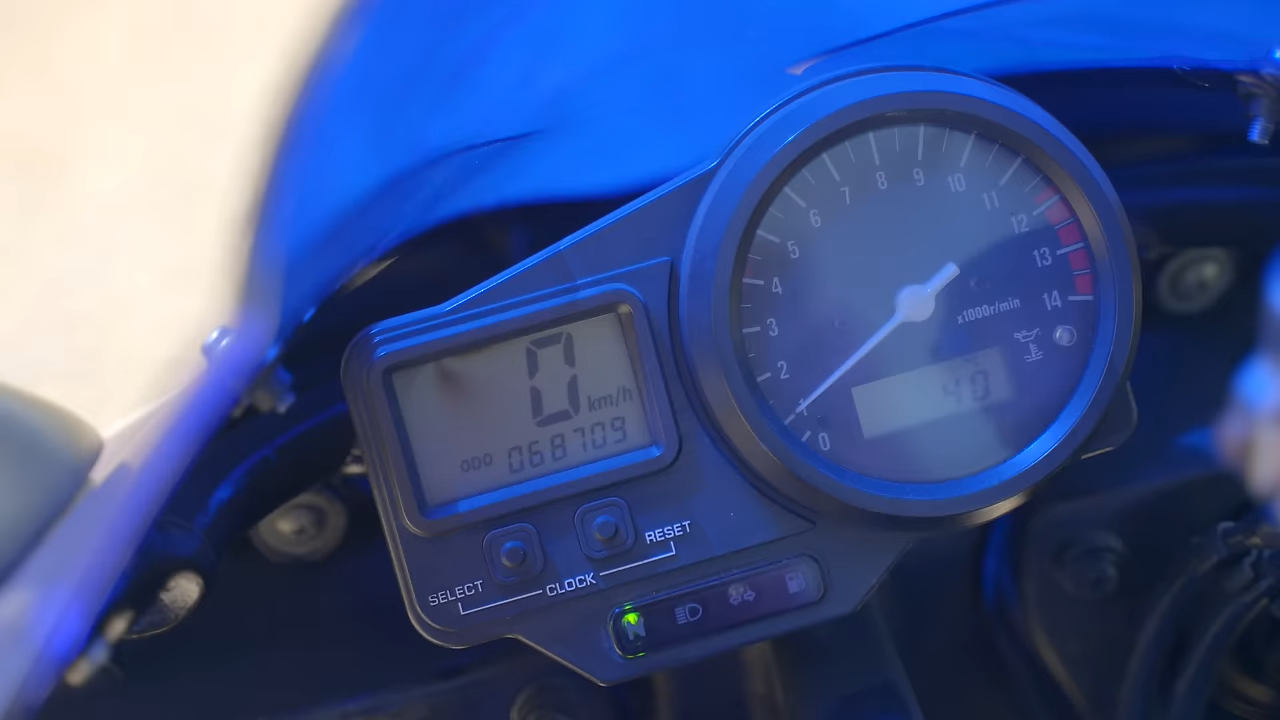 0 km/h
ODO 068709
SELECT CLOCK RESET
0 1 2 3 4 5 6 7 8 9 10 11 12 13 14
x1000r/min
40
N